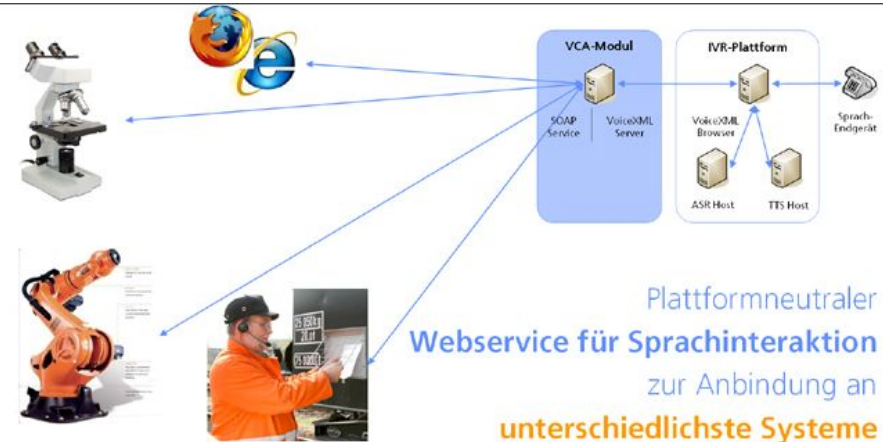 VCA-Modul
IVR-Plattform
SOAP
Service
VoiceXML
Server
VoiceXML
Browser
Sprach-
Endgerät
ASR Host
TTS Host
Plattformneutraler
Webservice für Sprachinteraktion
zur Anbindung an
unterschiedlichste Systeme